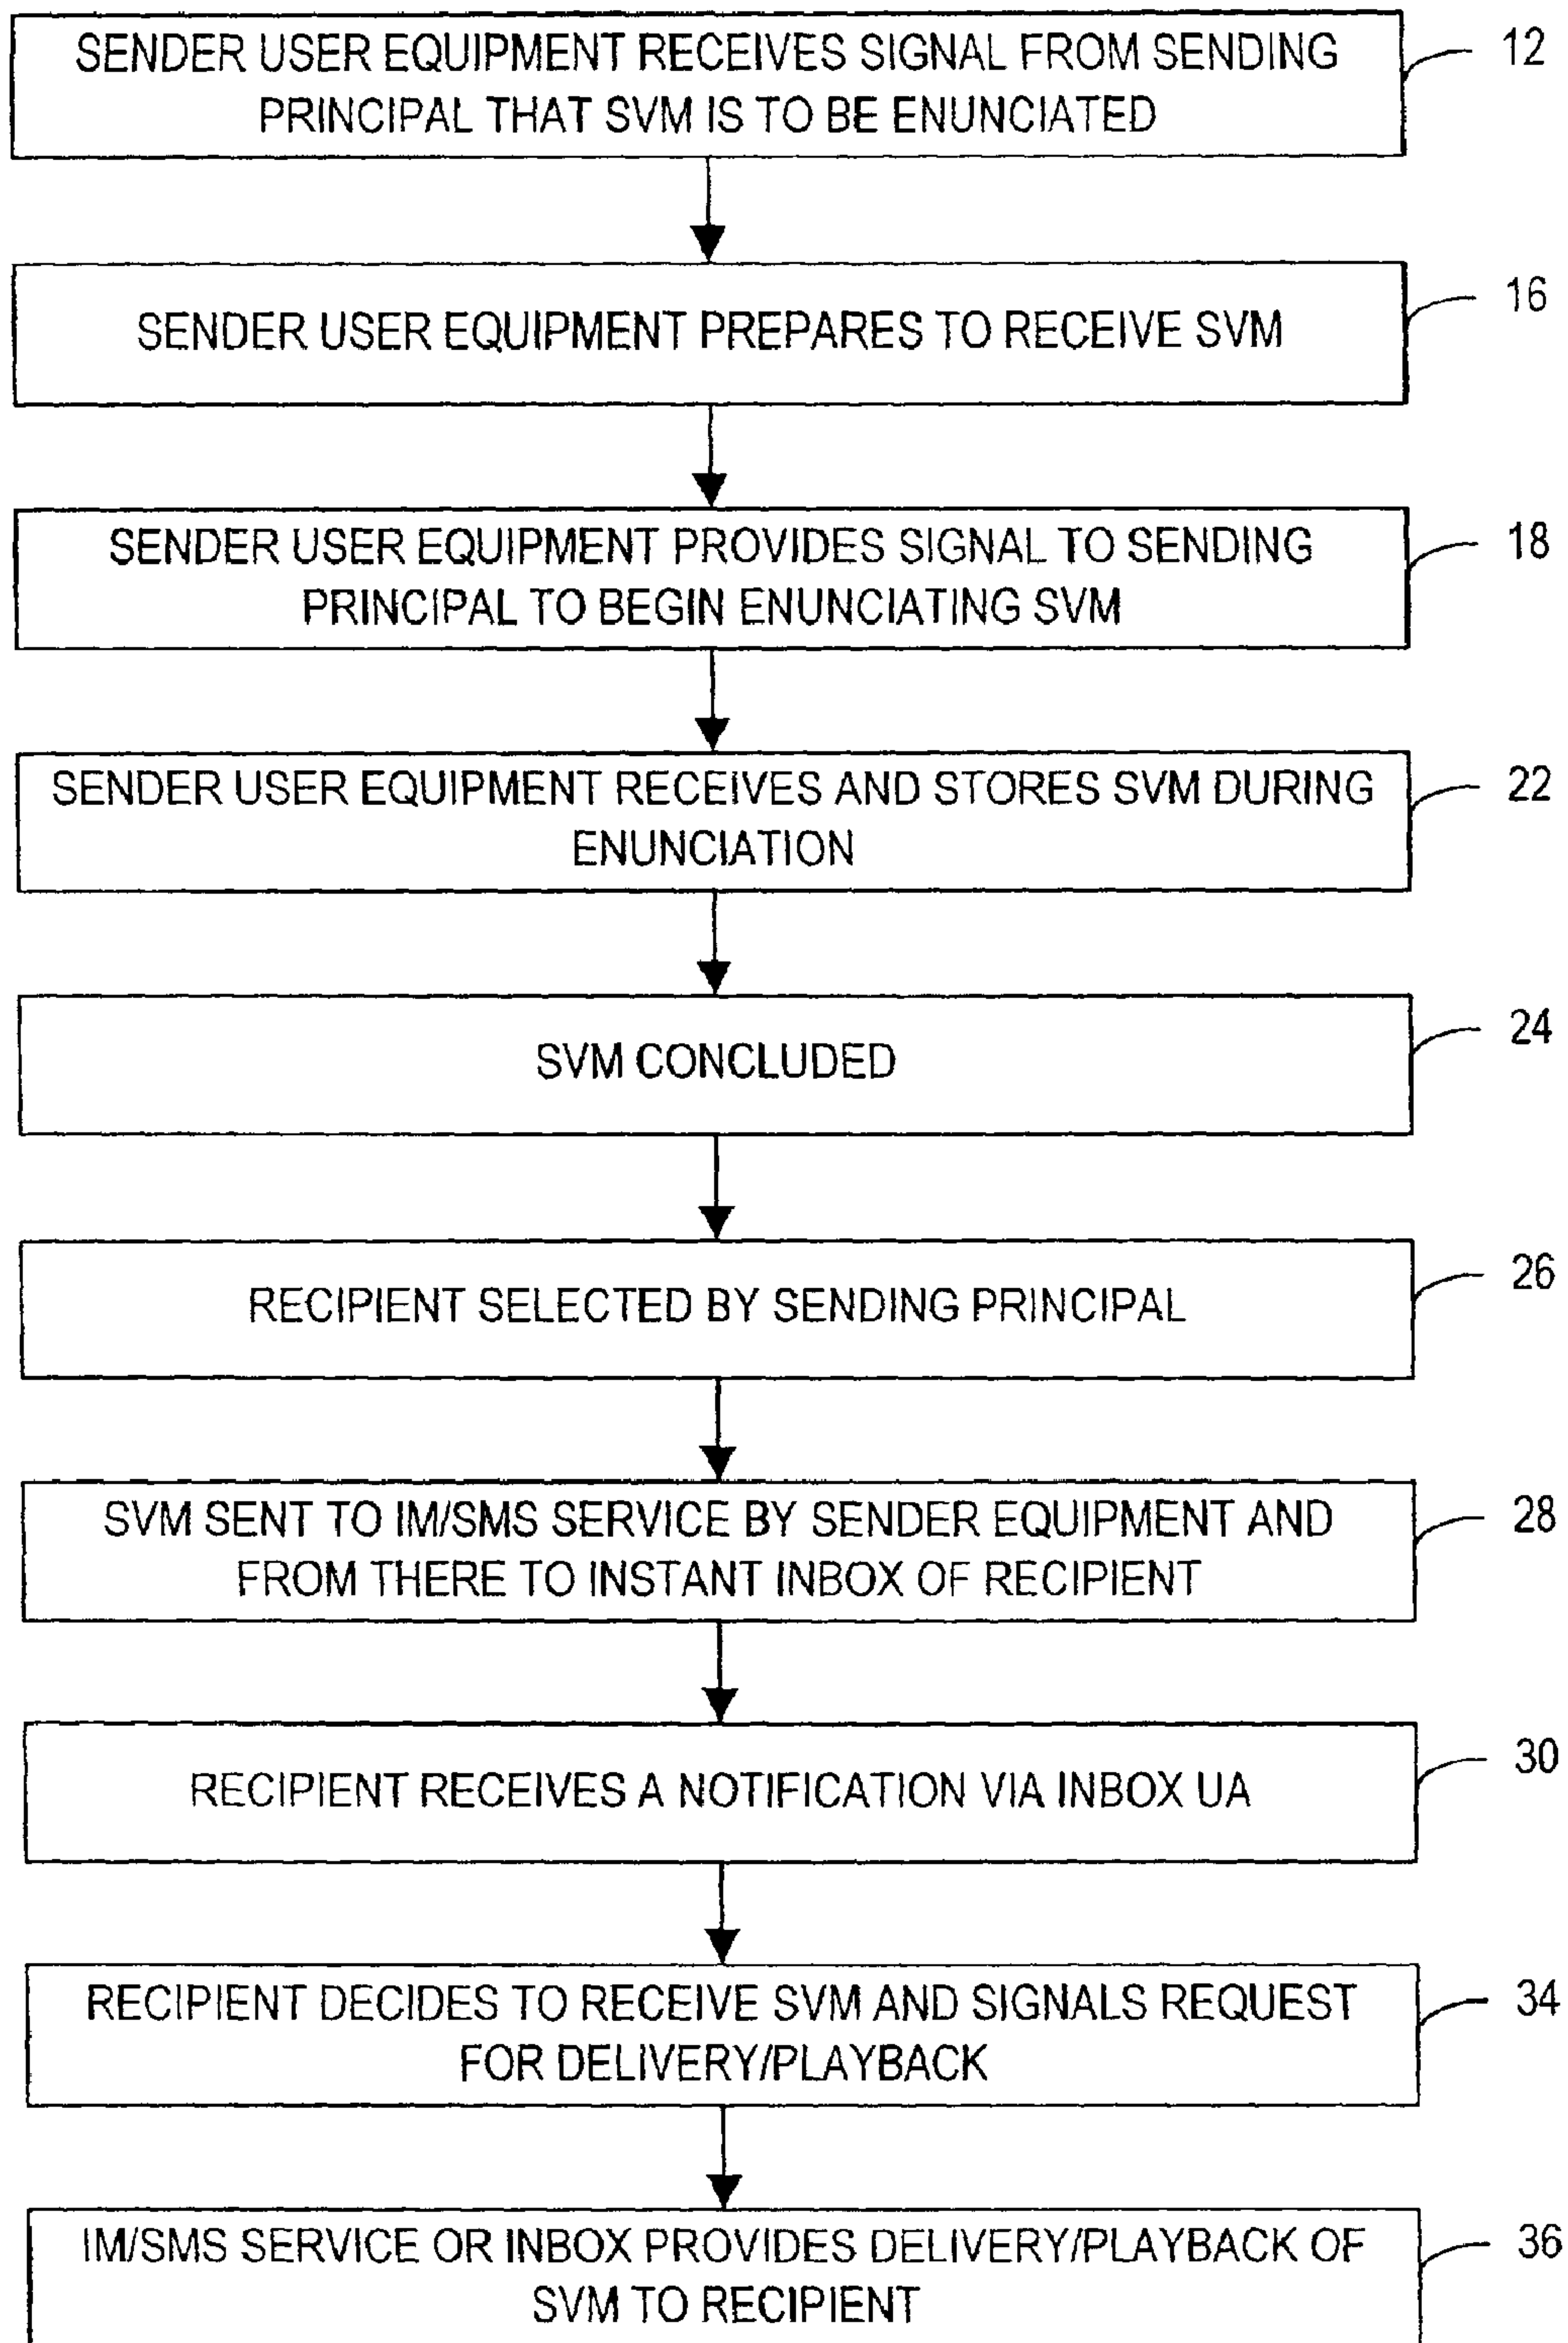 SENDER USER EQUIPMENT RECEIVES SIGNAL FROM SENDING
PRINCIPAL THAT SVM IS TO BE ENUNCIATED
12
SENDER USER EQUIPMENT PREPARES TO RECEIVE SVM
16
SENDER USER EQUIPMENT PROVIDES SIGNAL TO SENDING
PRINCIPAL TO BEGIN ENUNCIATING SVM
18
SENDER USER EQUIPMENT RECEIVES AND STORES SVM DURING
ENUNCIATION
22
SVM CONCLUDED
24
RECIPIENT SELECTED BY SENDING PRINCIPAL
26
SVM SENT TO IM/SMS SERVICE BY SENDER EQUIPMENT AND
FROM THERE TO INSTANT INBOX OF RECIPIENT
28
RECIPIENT RECEIVES A NOTIFICATION VIA INBOX UA
30
RECIPIENT DECIDES TO RECEIVE SVM AND SIGNALS REQUEST
FOR DELIVERY/PLAYBACK
34
IM/SMS SERVICE OR INBOX PROVIDES DELIVERY/PLAYBACK OF
SVM TO RECIPIENT
36